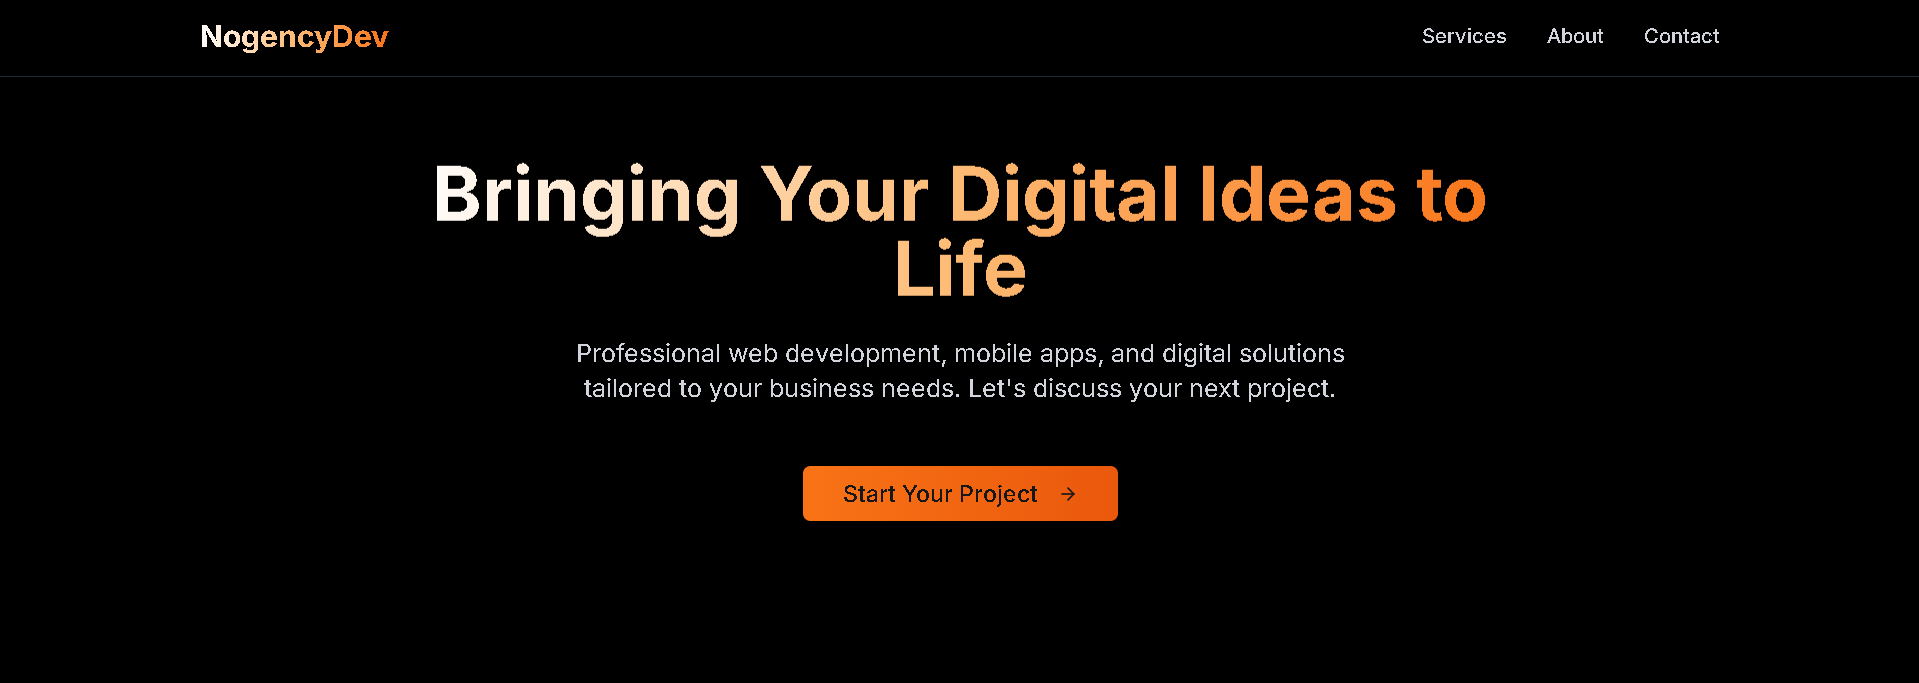 NogencyDev
Services
About
Contact
Bringing Your Digital Ideas to
Life
Professional web development, mobile apps, and digital solutions
tailored to your business needs. Let's discuss your next project.
Start Your Project →